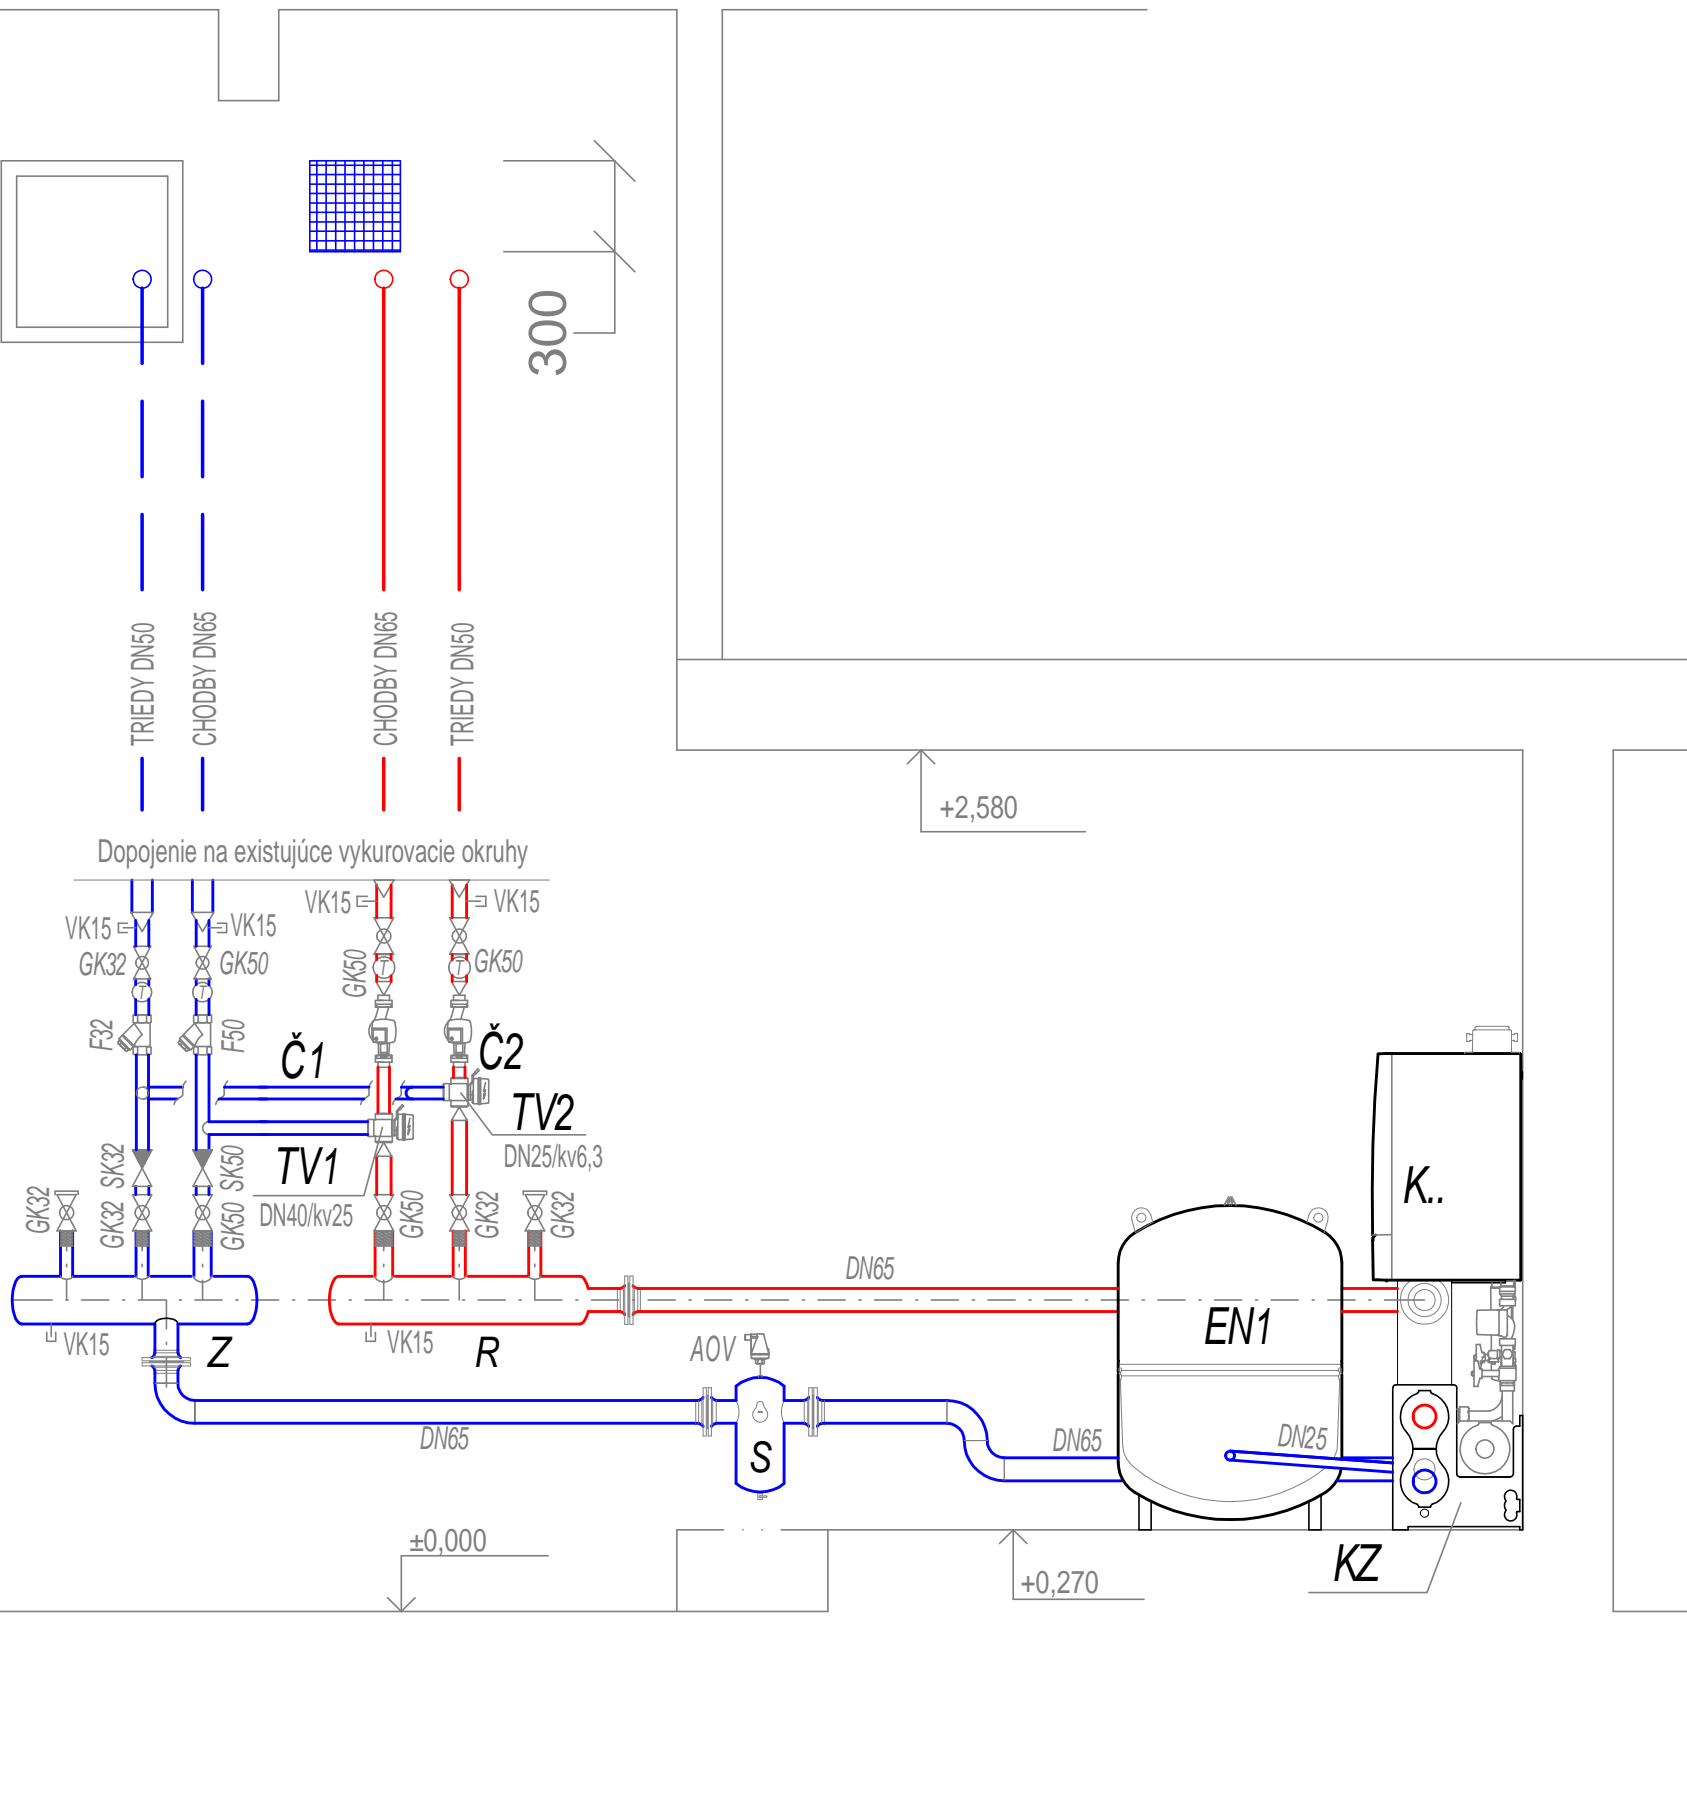 300
TRIEDY DN50
CHODBY DN65
CHODBY DN65
TRIEDY DN50
+2,580
Dopojenie na existujúce vykurovacie okruhy
VK15
VK15
VK15
VK15
GK32
GK50
GK50
GK50
F32
F50
Č1
Č2
TV2
DN25/kv6,3
TV1
DN40/kv25
SK32
SK50
GK32
GK32
GK50
GK50
GK32
GK32
K..
DN65
EN1
VK15
Z
VK15
R
AOV
DN65
S
DN65
DN25
±0,000
+0,270
KZ